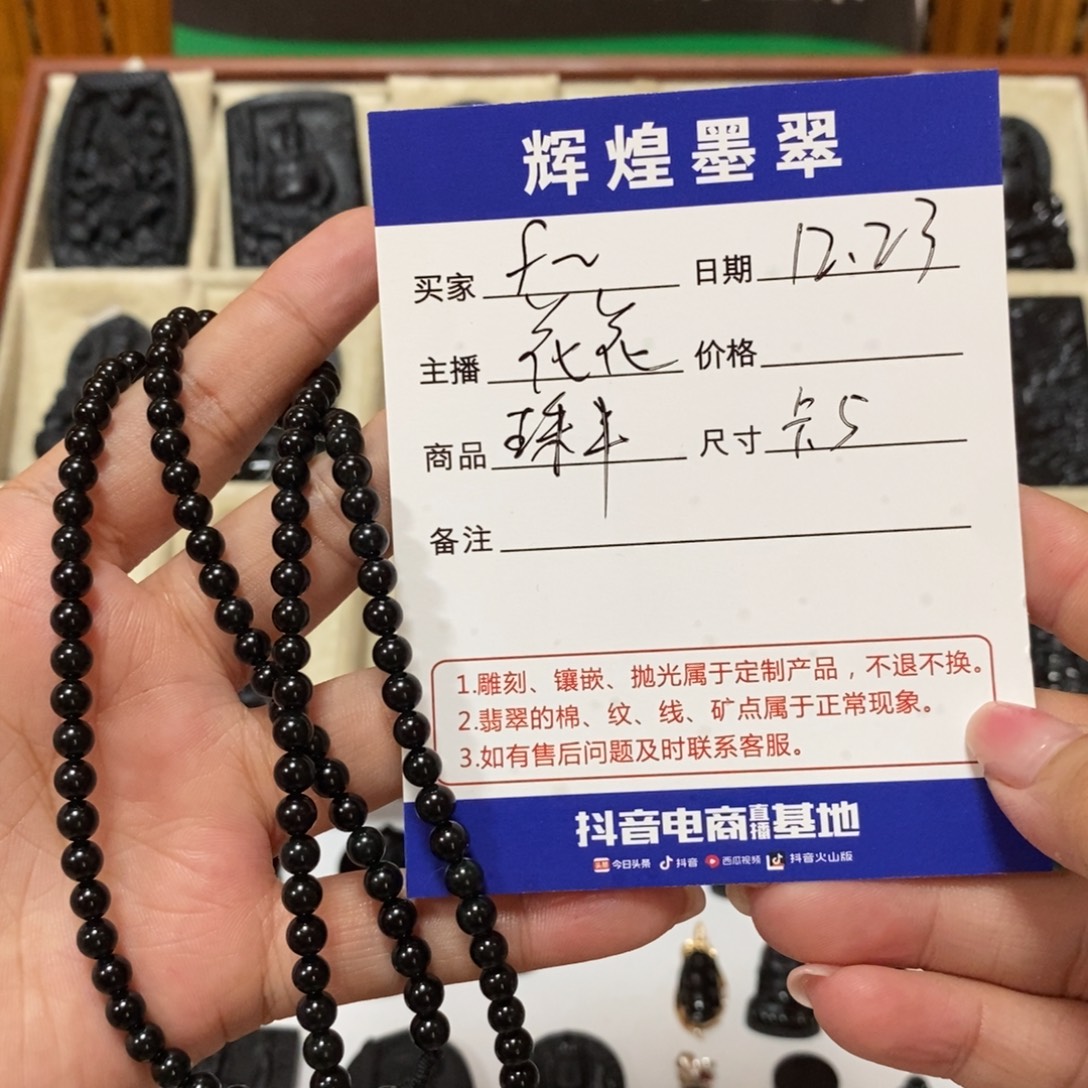 辉煌墨翠
买家 f~ 日期 12.23
主播 花花 价格
商品 珠串 尺寸 卡5
备注
1.雕刻、镶嵌、抛光属于定制产品，不退不换。
2.翡翠的棉、纹、线、矿点属于正常现象。
3.如有售后问题及时联系客服。
抖音电商直播基地
头条 今日头条 抖音 西瓜视频 抖音火山版